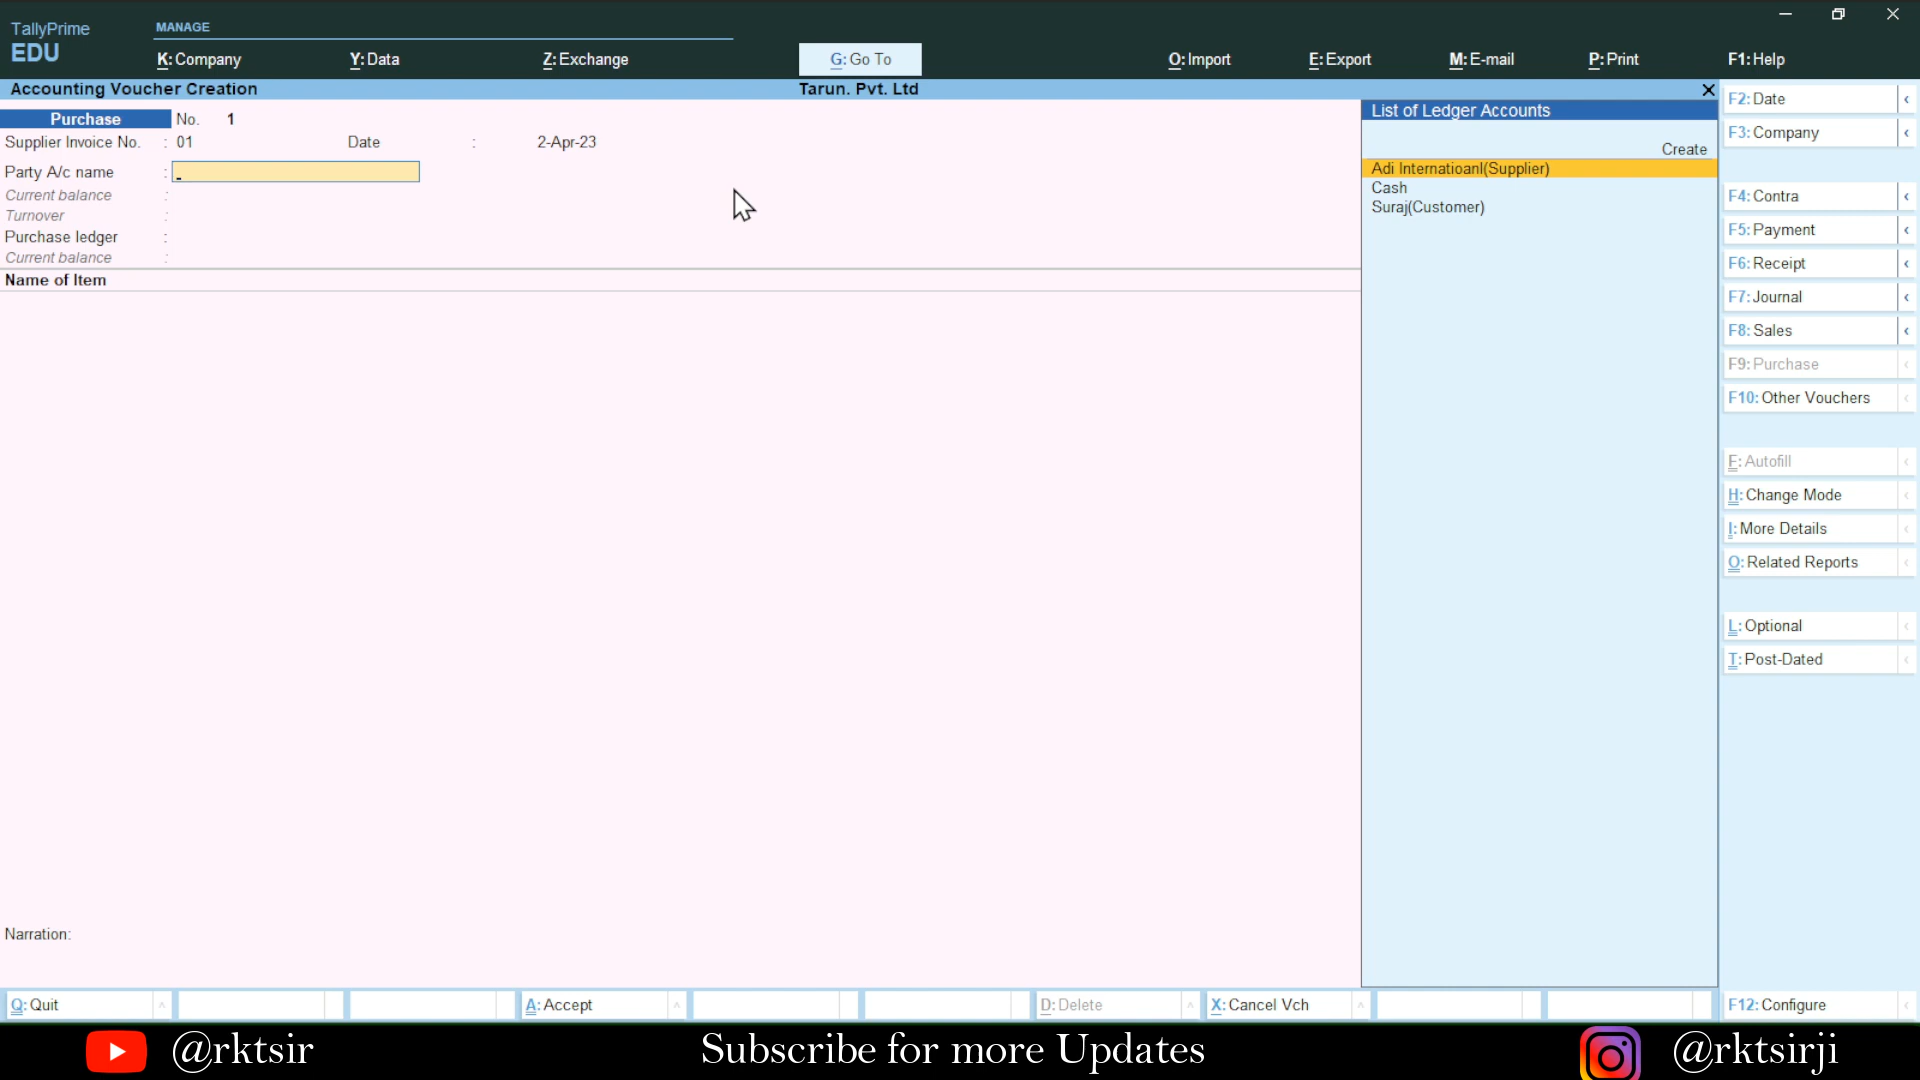 TallyPrime
EDU
MANAGE
K: Company
Y: Data
Z: Exchange
G: Go To
O: Import
E: Export
M: E-mail
P: Print
F1: Help
Accounting Voucher Creation
Tarun. Pvt. Ltd
Purchase No. 1
Supplier Invoice No. : 01 Date : 2-Apr-23
Party A/c name :
Current balance :
Turnover :
Purchase ledger :
Current balance :
Name of Item
Narration:
List of Ledger Accounts
Create
Adi Internatioanl(Supplier)
Cash
Suraj(Customer)
F2: Date
F3: Company
F4: Contra
F5: Payment
F6: Receipt
F7: Journal
F8: Sales
F9: Purchase
F10: Other Vouchers
F: Autofill
H: Change Mode
I: More Details
O: Related Reports
L: Optional
T: Post-Dated
Q: Quit
A: Accept
D: Delete
X: Cancel Vch
F12: Configure
@rktsir
Subscribe for more Updates
@rktsirji